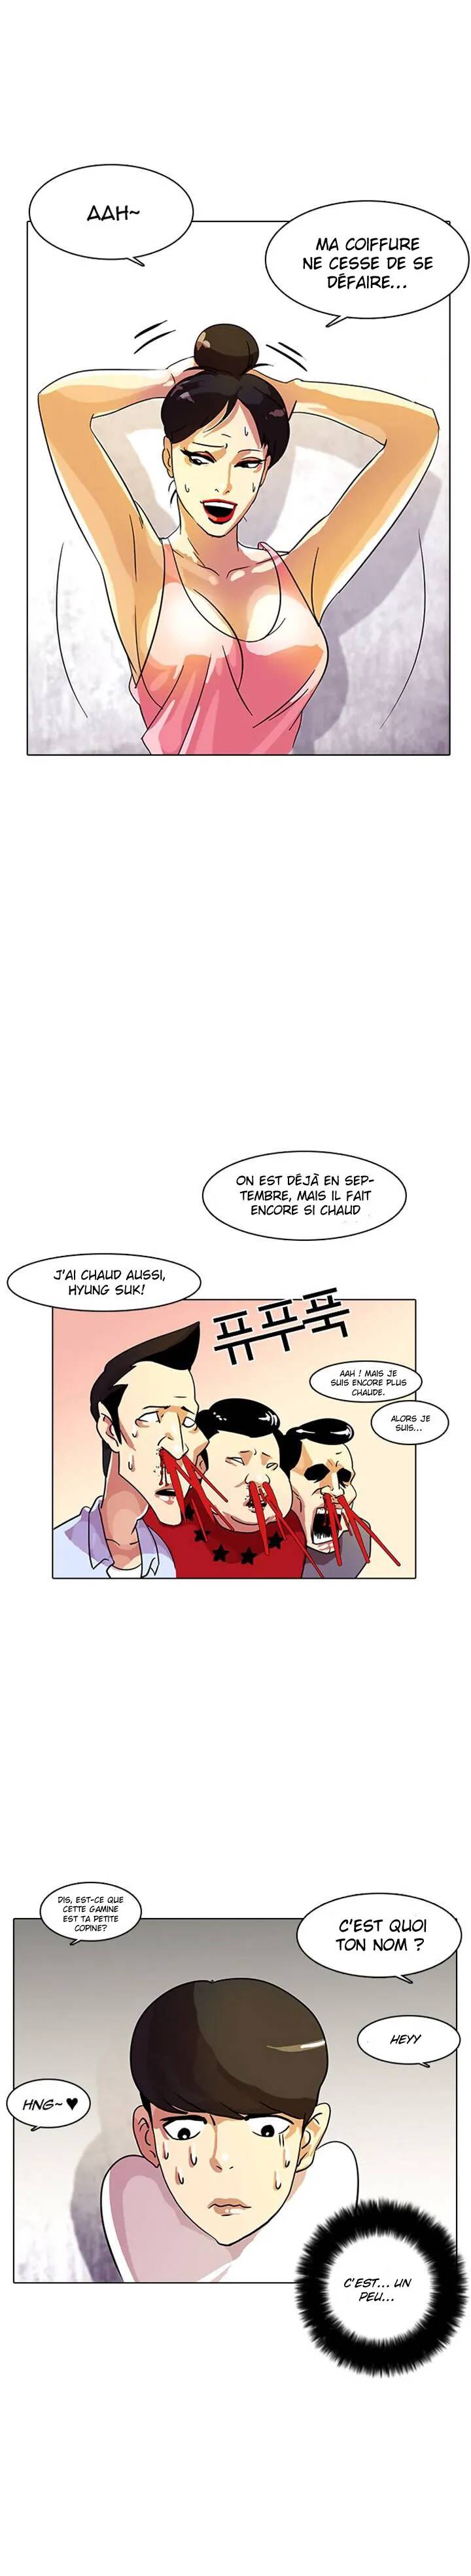 AAH~
MA COIFFURE
NE CESSE DE SE
DÉFAIRE...
ON EST DÉJÀ EN SEP-
TEMBRE, MAIS IL FAIT
ENCORE SI CHAUD
J'AI CHAUD AUSSI,
HYUNG SUK!
퓨푸푹
AAH ! MAIS JE
SUIS ENCORE PLUS
CHAUDE.
ALORS JE
SUIS...
DIS, EST-CE QUE
CETTE GAMINE
EST TA PETITE
COPINE?
C'EST QUOI
TON NOM ?
HEYY
HNG~ ♥
C'EST... UN
PEU...